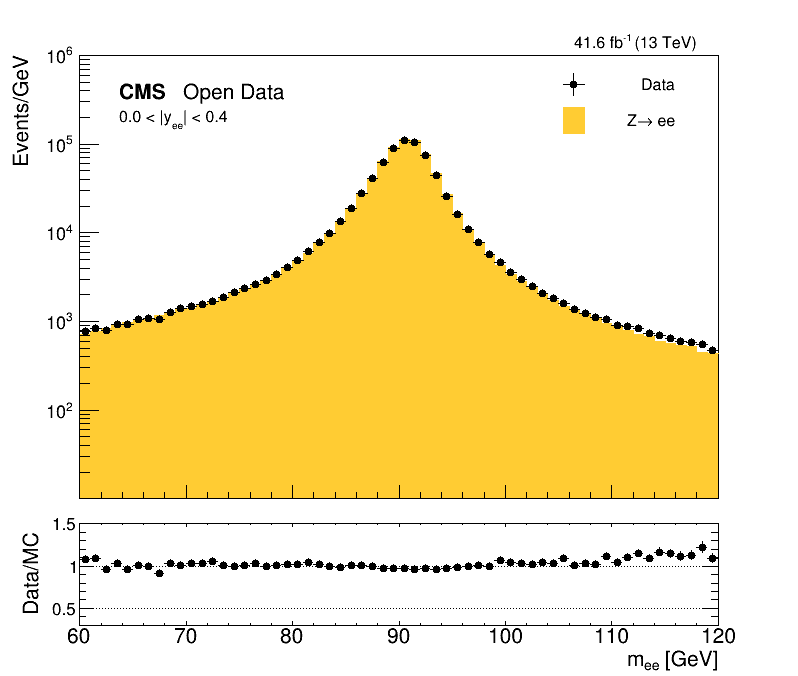 41.6 fb⁻¹ (13 TeV)
10⁶
Events/GeV
CMS Open Data
0.0 < |y_ee| < 0.4
Data
Z→ ee
10⁵
10⁴
10³
10²
Data/MC
1.5
1
0.5
60 70 80 90 100 110 120
m_ee [GeV]